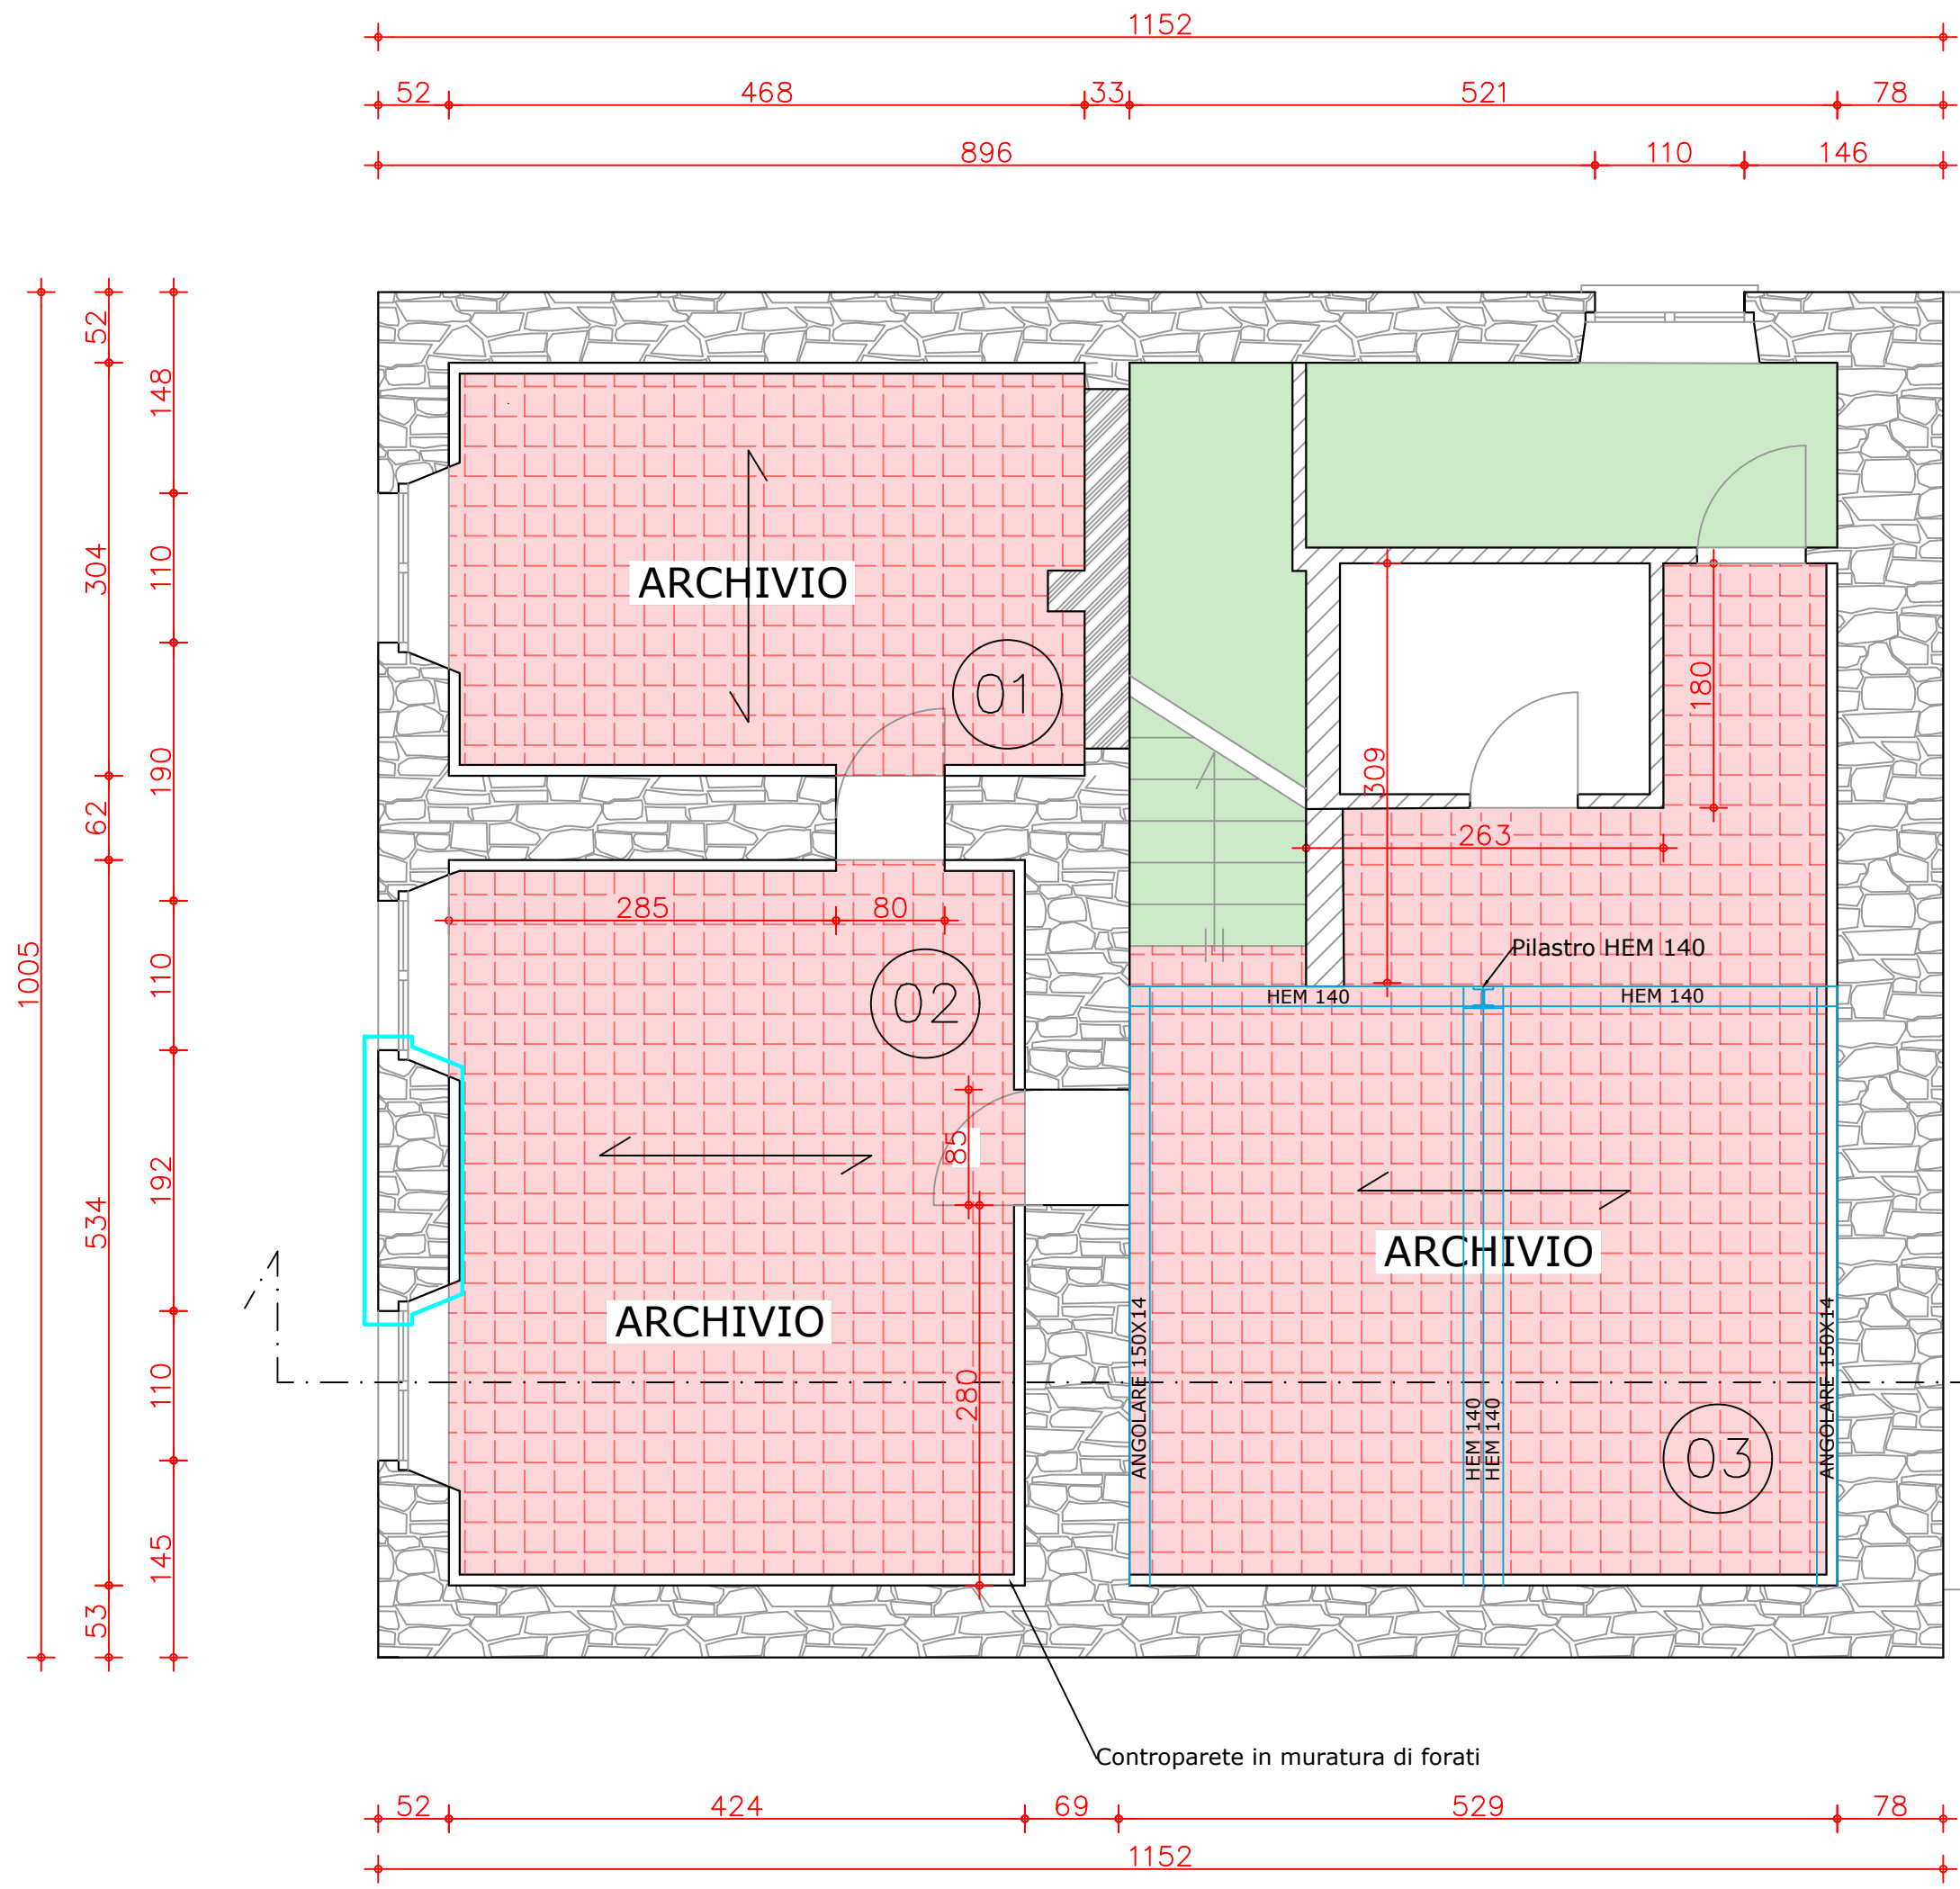 1152
52 468 33 521 78
896 110 146
52
148
304
110
ARCHIVIO
01
180
190
309
62
263
285 80
Pilastro HEM 140
02
HEM 140 HEM 140
110
1005
85
192
534
ARCHIVIO
ARCHIVIO
ANGOLARE 150X14
ANGOLARE 150X14
110
280
HEM 140
HEM 140
03
145
53
Controparete in muratura di forati
52 424 69 529 78
1152